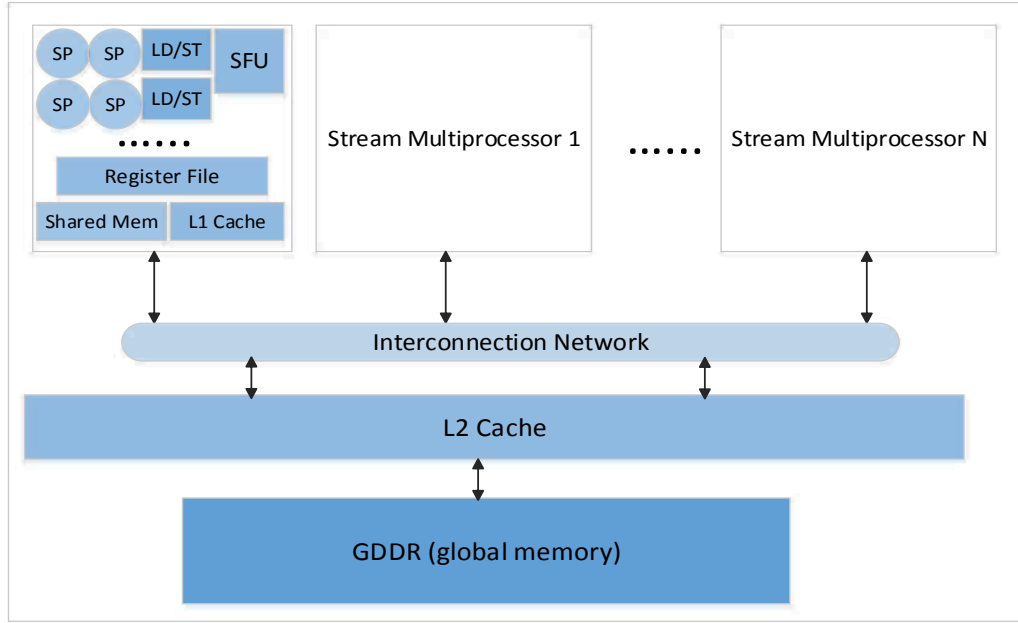 SP SP LD/ST SFU
SP SP LD/ST
......
Register File
Shared Mem L1 Cache
Stream Multiprocessor 1
......
Stream Multiprocessor N
Interconnection Network
L2 Cache
GDDR (global memory)